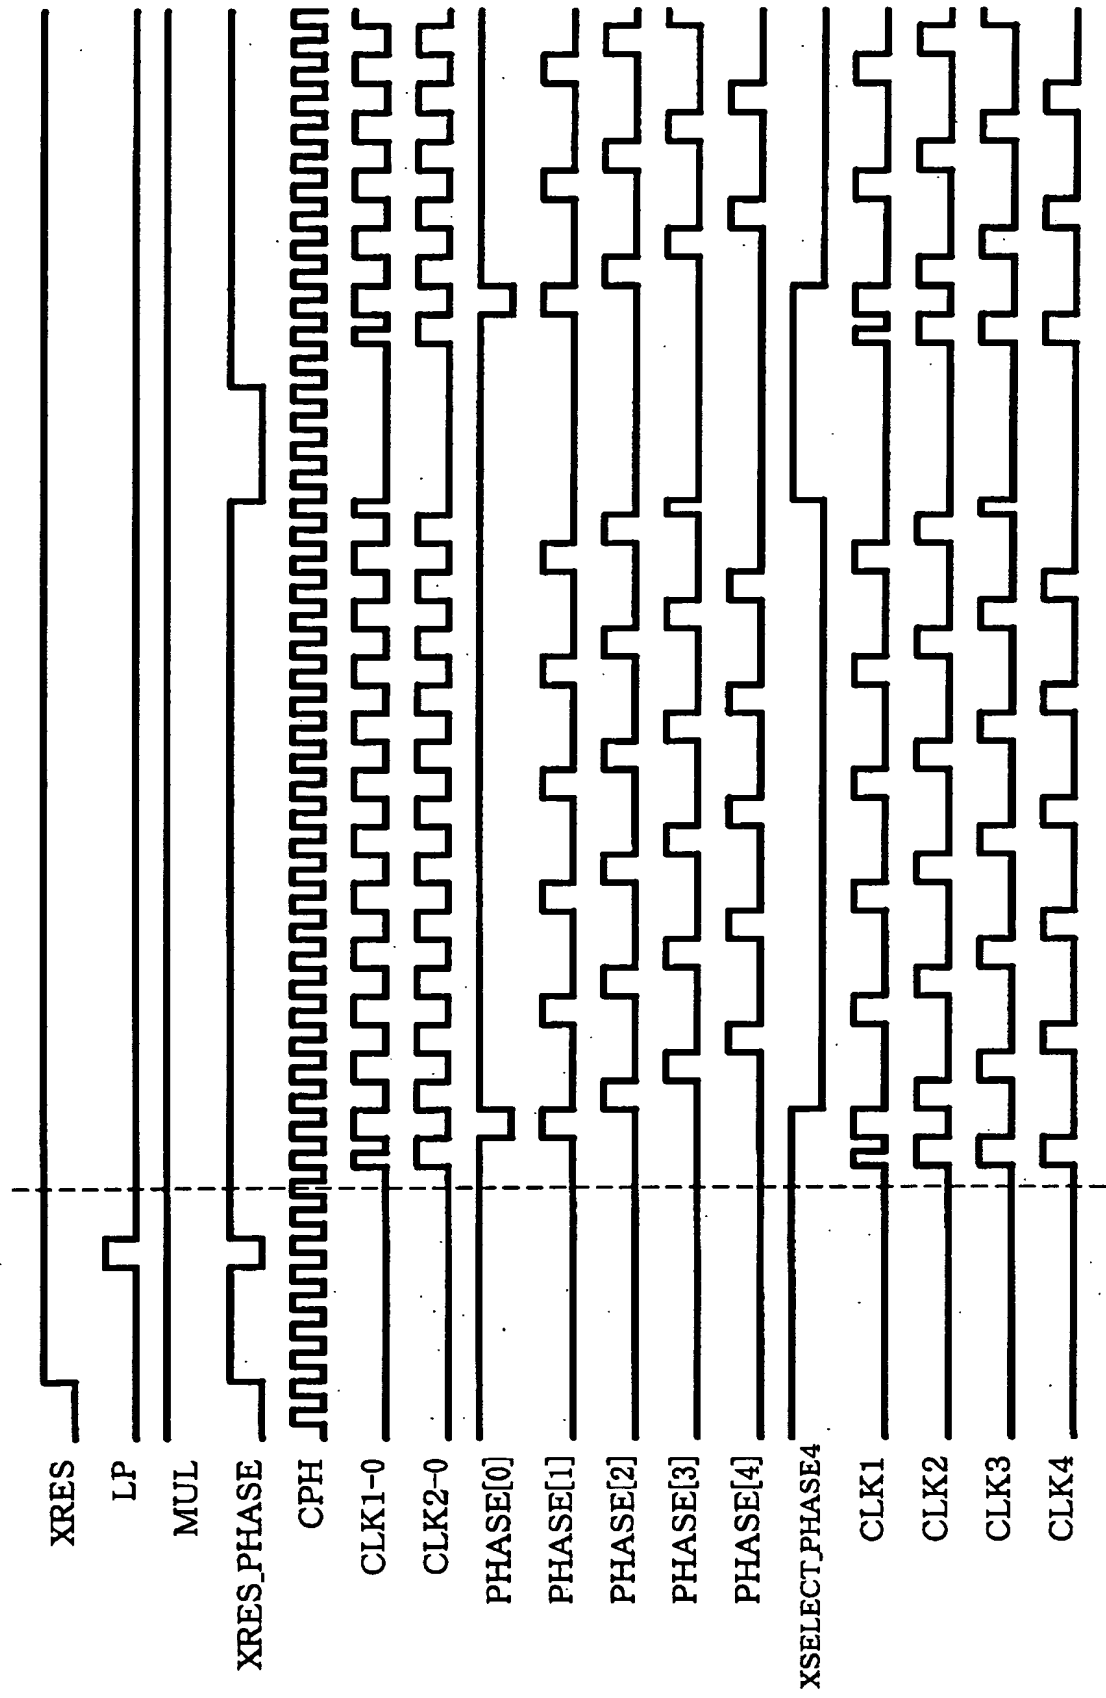 XRES
LP
MUL
XRES_PHASE
CPH
CLK1-0
CLK2-0
PHASE[0]
PHASE[1]
PHASE[2]
PHASE[3]
PHASE[4]
XSELECT_PHASE4
CLK1
CLK2
CLK3
CLK4